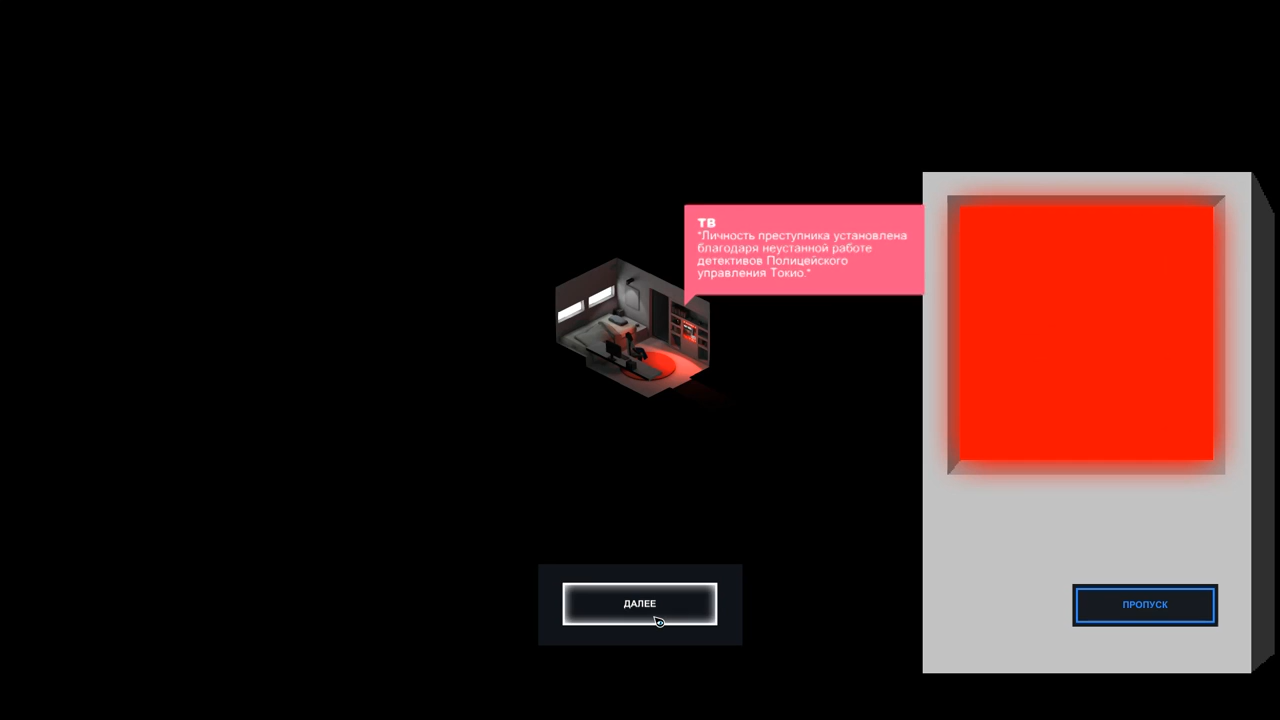 ТВ
"Личность преступника установлена
благодаря неустанной работе
детективов Полицейского
управления Токио."
ДАЛЕЕ
ПРОПУСК